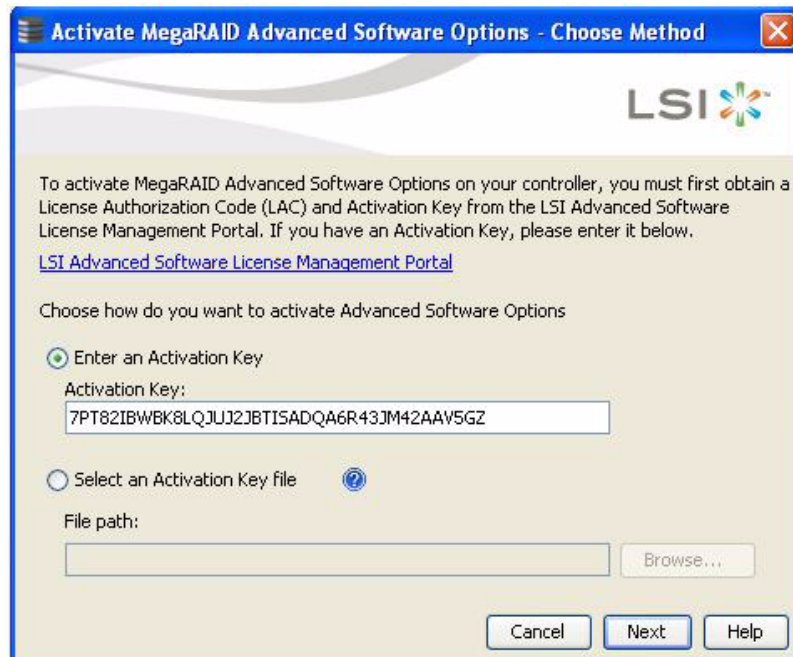 Activate MegaRAID Advanced Software Options - Choose Method
LSI
To activate MegaRAID Advanced Software Options on your controller, you must first obtain a
License Authorization Code (LAC) and Activation Key from the LSI Advanced Software
License Management Portal. If you have an Activation Key, please enter it below.
LSI Advanced Software License Management Portal
Choose how do you want to activate Advanced Software Options
Enter an Activation Key
Activation Key:
7PT82IBWBK8LQJUJ2JBTISADQA6R43JM42AAV5GZ
Select an Activation Key file
File path:
Browse...
Cancel Next Help